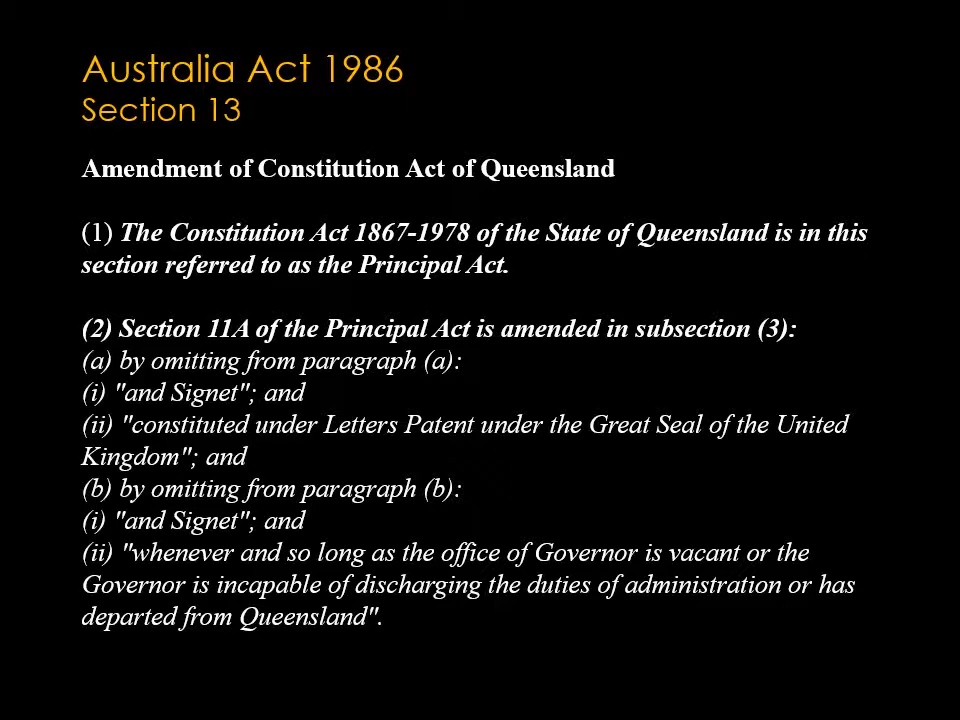 Australia Act 1986
Section 13
Amendment of Constitution Act of Queensland
(1) The Constitution Act 1867-1978 of the State of Queensland is in this
section referred to as the Principal Act.
(2) Section 11A of the Principal Act is amended in subsection (3):
(a) by omitting from paragraph (a):
(i) "and Signet"; and
(ii) "constituted under Letters Patent under the Great Seal of the United
Kingdom"; and
(b) by omitting from paragraph (b):
(i) "and Signet"; and
(ii) "whenever and so long as the office of Governor is vacant or the
Governor is incapable of discharging the duties of administration or has
departed from Queensland".